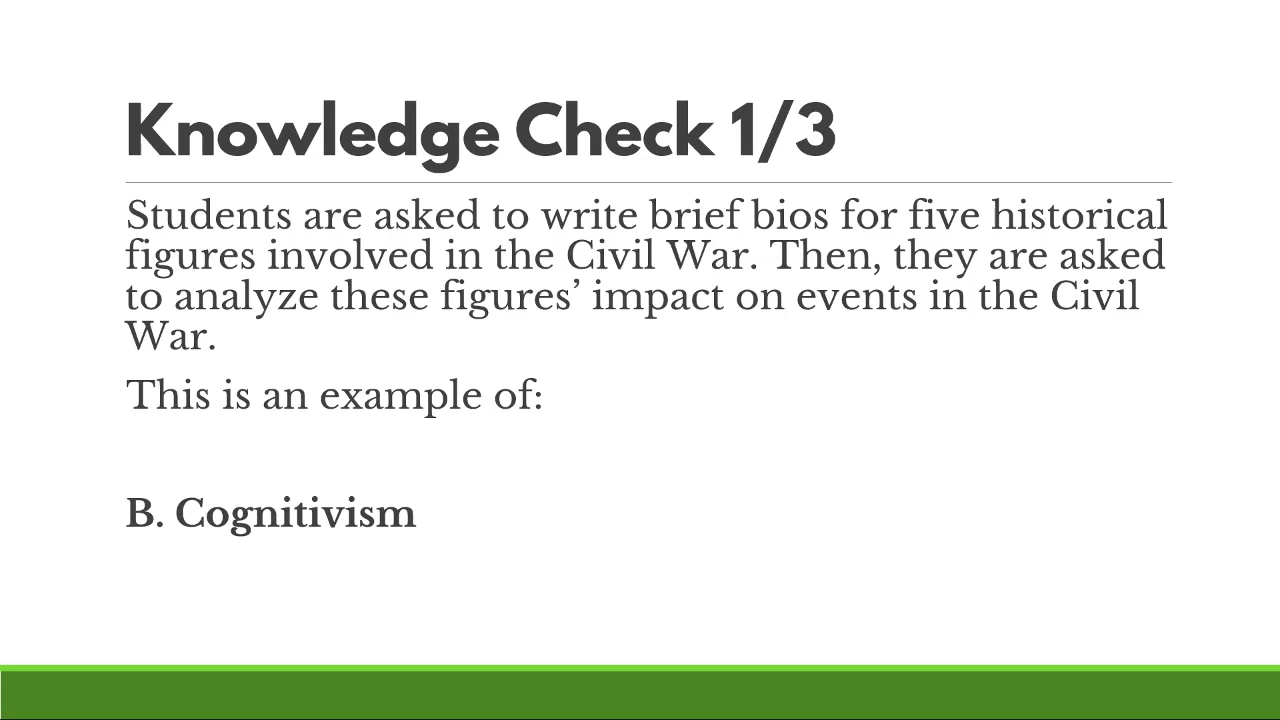 Knowledge Check 1/3
Students are asked to write brief bios for five historical
figures involved in the Civil War. Then, they are asked
to analyze these figures’ impact on events in the Civil
War.
This is an example of:
B. Cognitivism